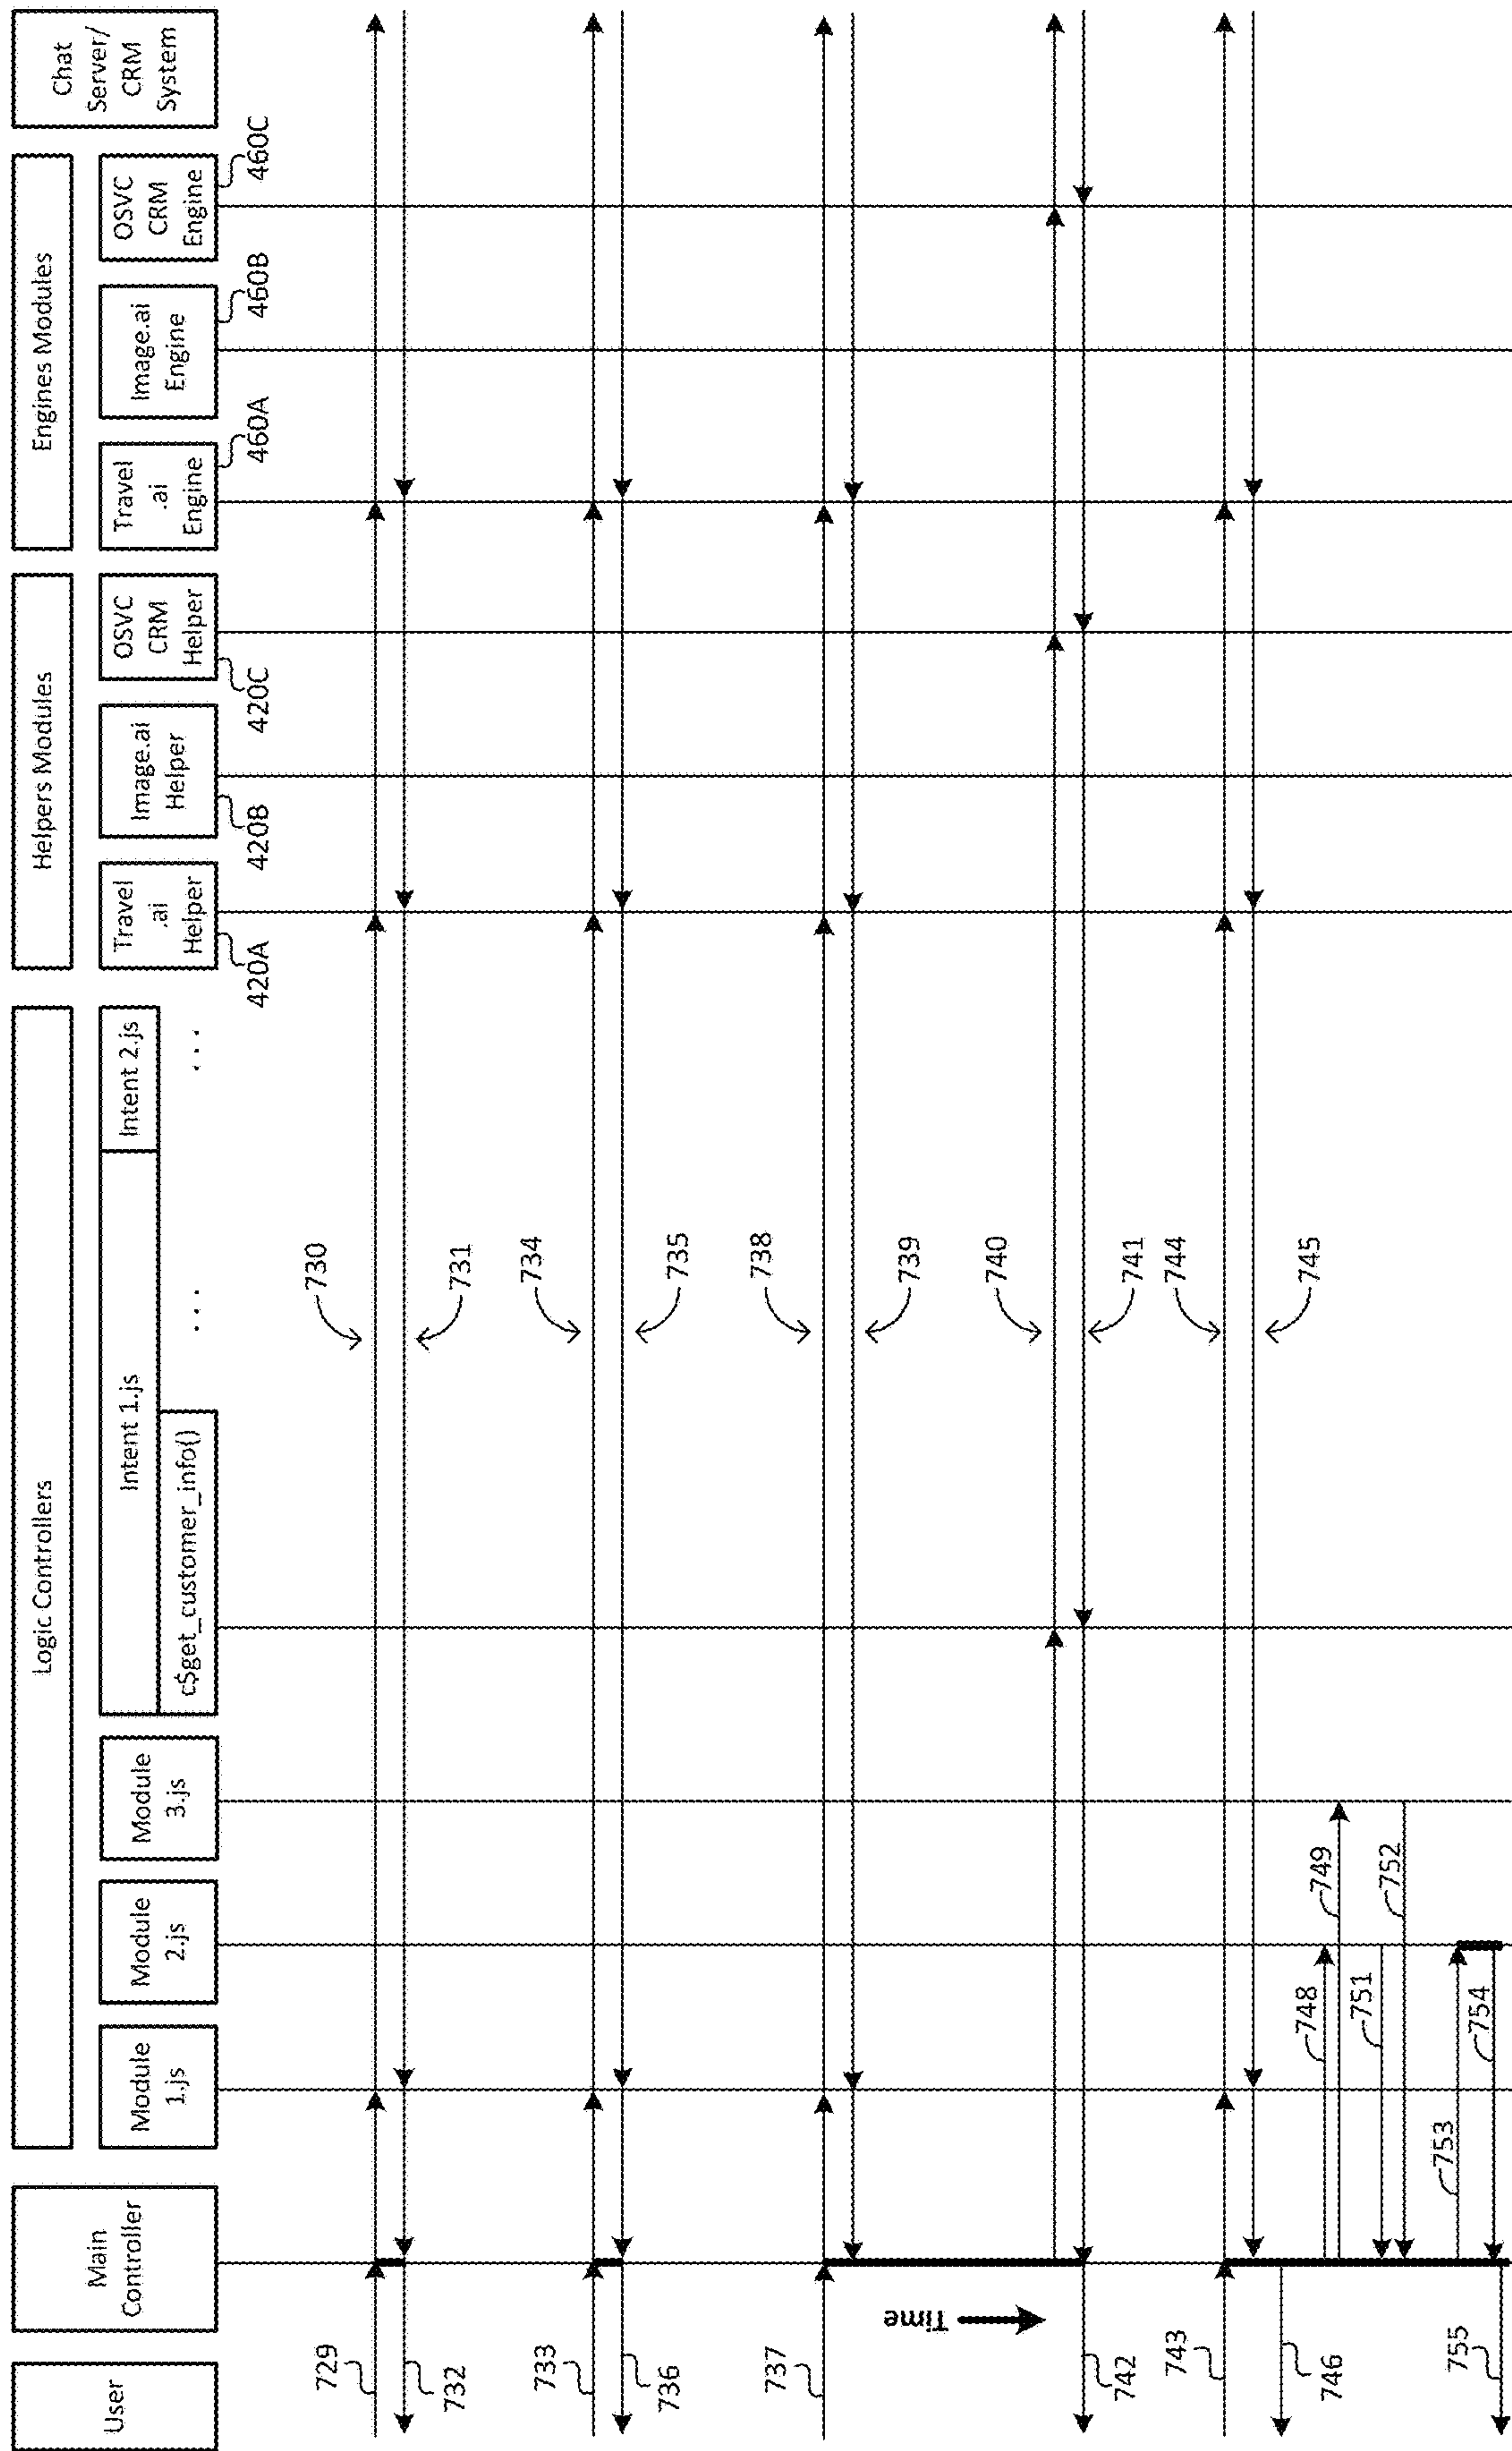 User
Main
Controller
Logic Controllers
Module
1.js
Module
2.js
Module
3.js
Intent 1.js
c$get_customer_info()
...
Intent 2.js
...
Helpers Modules
Travel
.ai
Helper
420A
Image.ai
Helper
420B
OSVC
CRM
Helper
420C
Engines Modules
Travel
.ai
Engine
460A
Image.ai
Engine
460B
OSVC
CRM
Engine
460C
Chat
Server/
CRM
System
729
730
731
732
733
734
735
736
737
738
739
Time
740
741
742
743
744
745
746
748
749
751
752
753
754
755